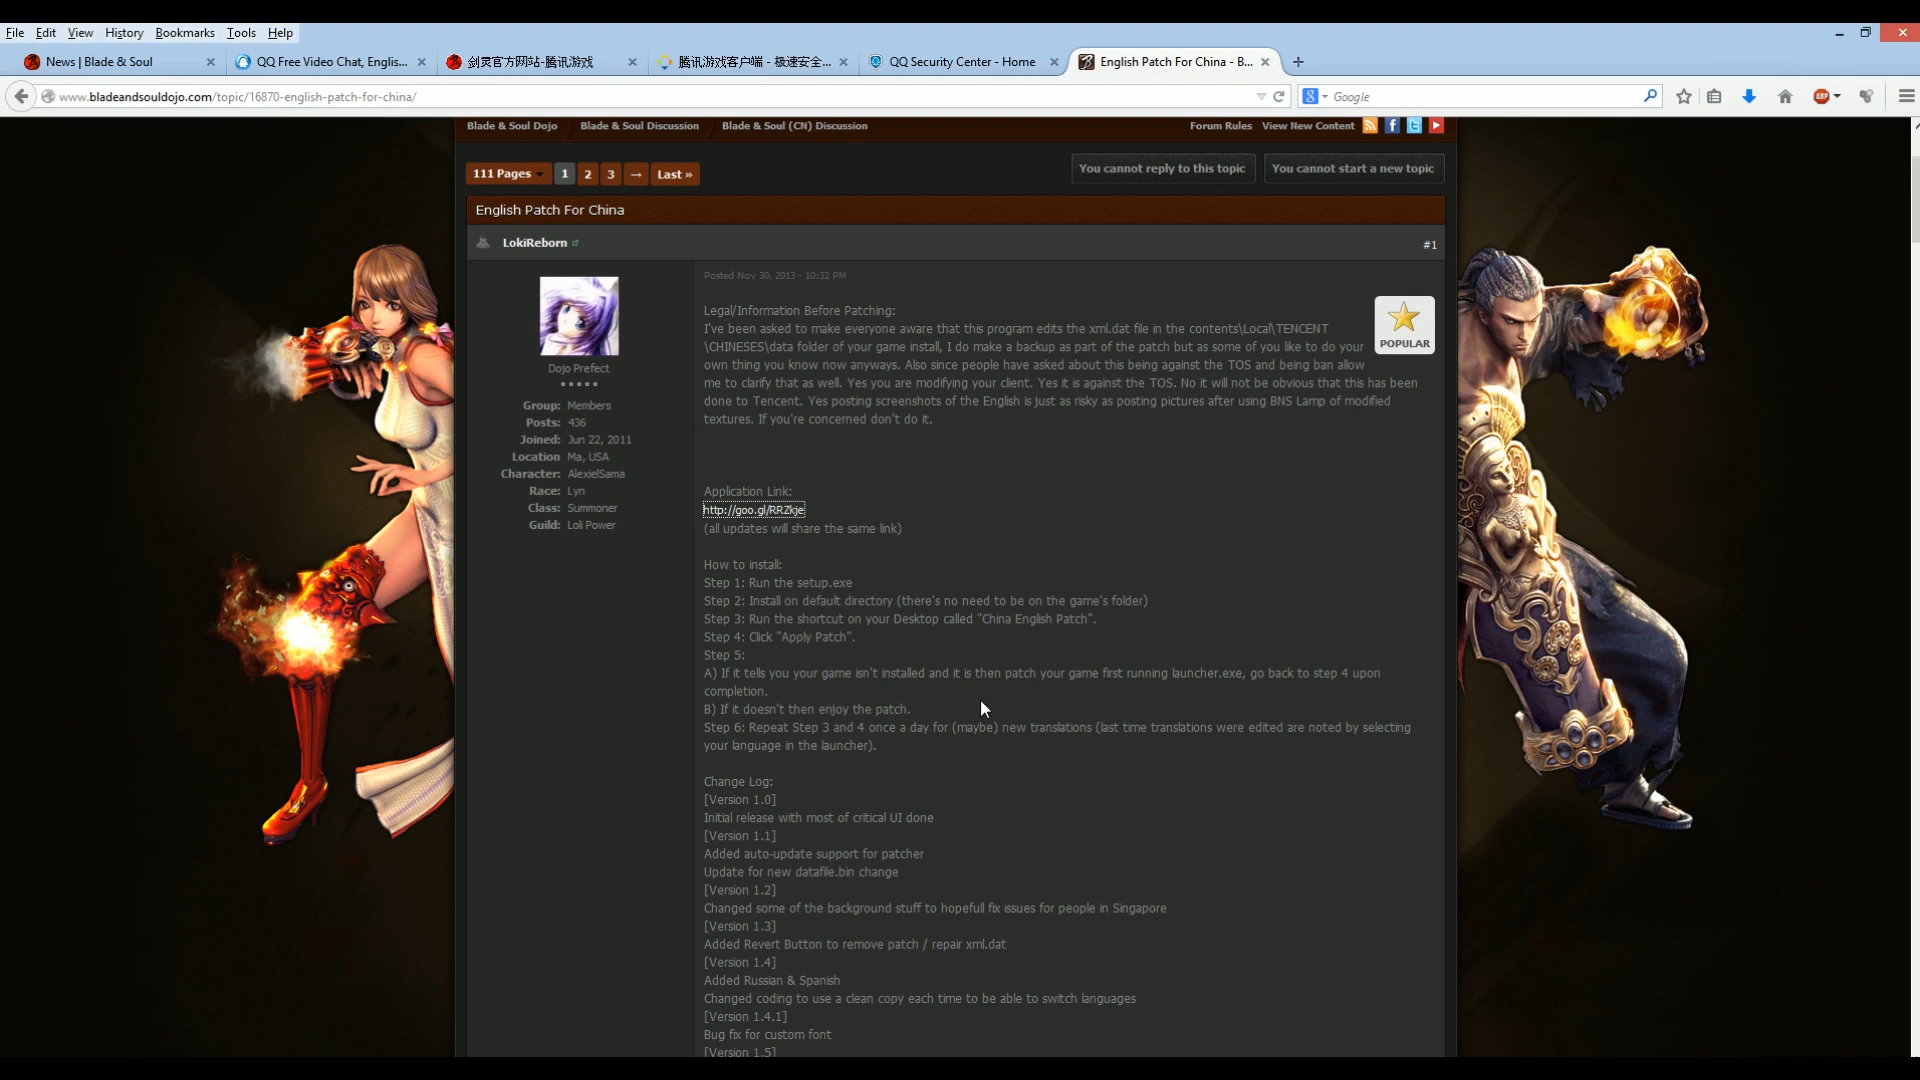 File Edit View History Bookmarks Tools Help
News | Blade & Soul
QQ Free Video Chat, Englis...
剑灵官方网站-腾讯游戏
腾讯游戏客户端 - 极速安全...
QQ Security Center - Home
English Patch For China - B...
www.bladeandsouldojo.com/topic/16870-english-patch-for-china/
Google
ABP
Blade & Soul Dojo
Blade & Soul Discussion
Blade & Soul (CN) Discussion
Forum Rules View New Content
111 Pages 1 2 3 → Last »
You cannot reply to this topic
You cannot start a new topic
English Patch For China
LokiReborn
#1
Dojo Prefect
Group: Members
Posts: 436
Joined: Jun 22, 2011
Location Ma, USA
Character: AlexielSama
Race: Lyn
Class: Summoner
Guild: Loli Power
Posted Nov 30, 2013 - 10:32 PM
POPULAR
Legal/Information Before Patching:
I've been asked to make everyone aware that this program edits the xml.dat file in the contents\Local\TENCENT
\CHINESES\data folder of your game install, I do make a backup as part of the patch but as some of you like to do your
own thing you know now anyways. Also since people have asked about this being against the TOS and being ban allow
me to clarify that as well. Yes you are modifying your client. Yes it is against the TOS. No it will not be obvious that this has been
done to Tencent. Yes posting screenshots of the English is just as risky as posting pictures after using BNS Lamp of modified
textures. If you're concerned don't do it.
Application Link:
http://goo.gl/RRZkje
(all updates will share the same link)
How to install:
Step 1: Run the setup.exe
Step 2: Install on default directory (there's no need to be on the game's folder)
Step 3: Run the shortcut on your Desktop called "China English Patch".
Step 4: Click "Apply Patch".
Step 5:
A) If it tells you your game isn't installed and it is then patch your game first running launcher.exe, go back to step 4 upon
completion.
B) If it doesn't then enjoy the patch.
Step 6: Repeat Step 3 and 4 once a day for (maybe) new translations (last time translations were edited are noted by selecting
your language in the launcher).
Change Log:
[Version 1.0]
Initial release with most of critical UI done
[Version 1.1]
Added auto-update support for patcher
Update for new datafile.bin change
[Version 1.2]
Changed some of the background stuff to hopefull fix issues for people in Singapore
[Version 1.3]
Added Revert Button to remove patch / repair xml.dat
[Version 1.4]
Added Russian & Spanish
Changed coding to use a clean copy each time to be able to switch languages
[Version 1.4.1]
Bug fix for custom font
[Version 1.5]